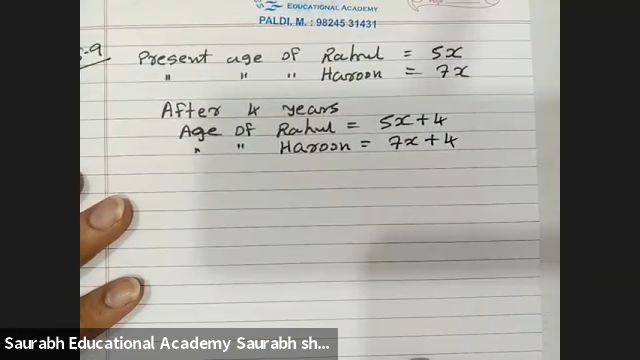 EDUCATIONAL ACADEMY
PALDI. M. : 98245 31431
-9
Present age of Rahul = 5x
" " " Haroon = 7x
After 4 years
Age of Rahul = 5x+4
" " Haroon = 7x+4
Saurabh Educational Academy Saurabh sh...